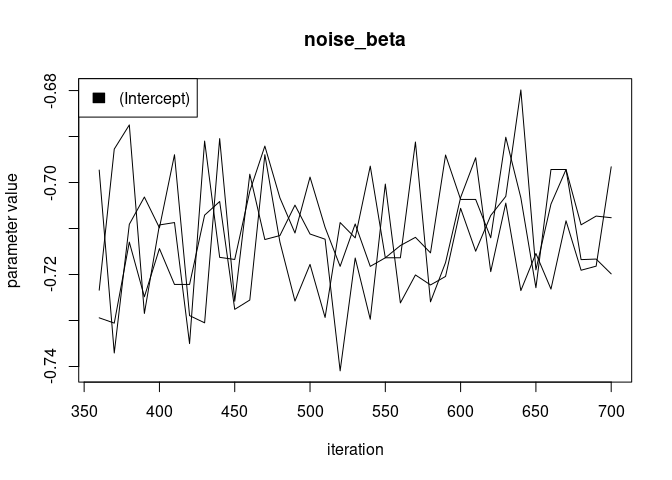 noise_beta
(Intercept)
parameter value
-0.68
-0.70
-0.72
-0.74
350 400 450 500 550 600 650 700
iteration